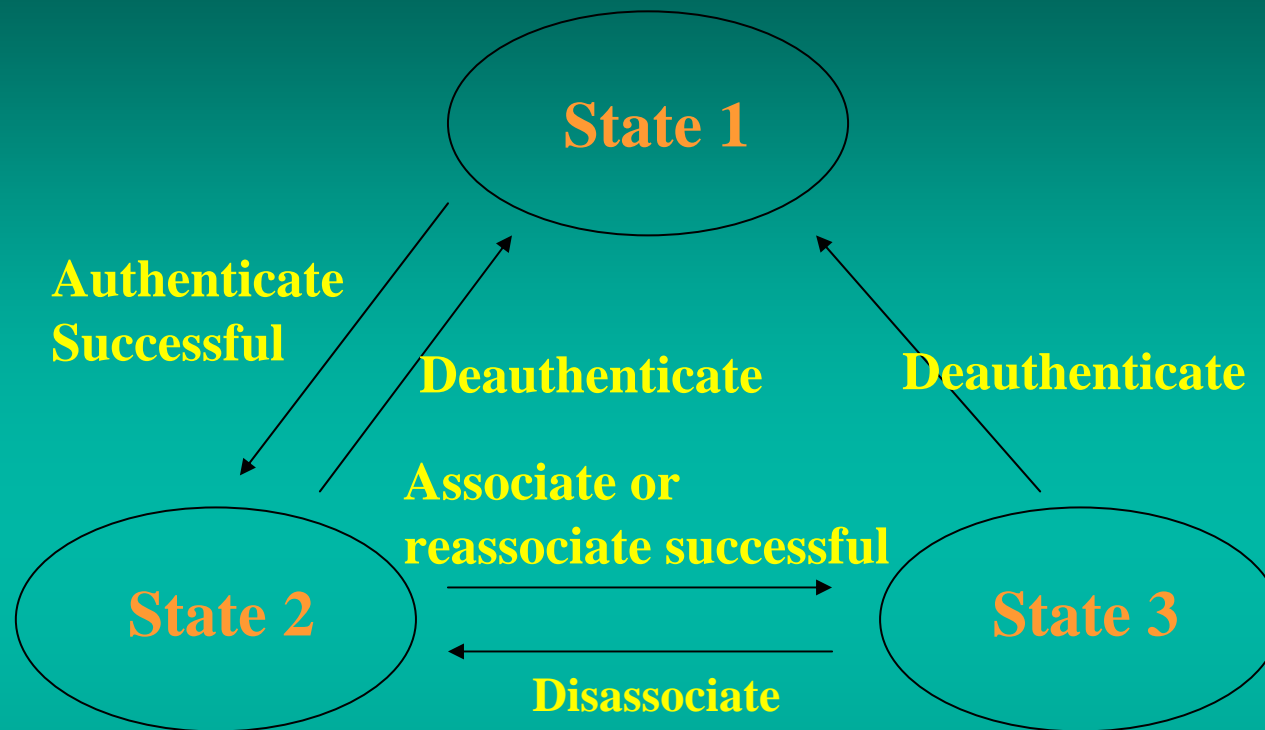 State 1
Authenticate
Successful
Deauthenticate
Deauthenticate
Associate or
reassociate successful
State 2
State 3
Disassociate